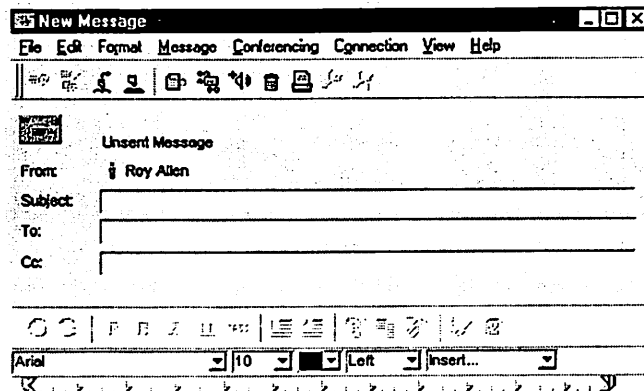 New Message
File Edit Format Message Conferencing Connection View Help
Unsent Message
From: Roy Allen
Subject:
To:
Cc:
Arial 10 Left Insert...